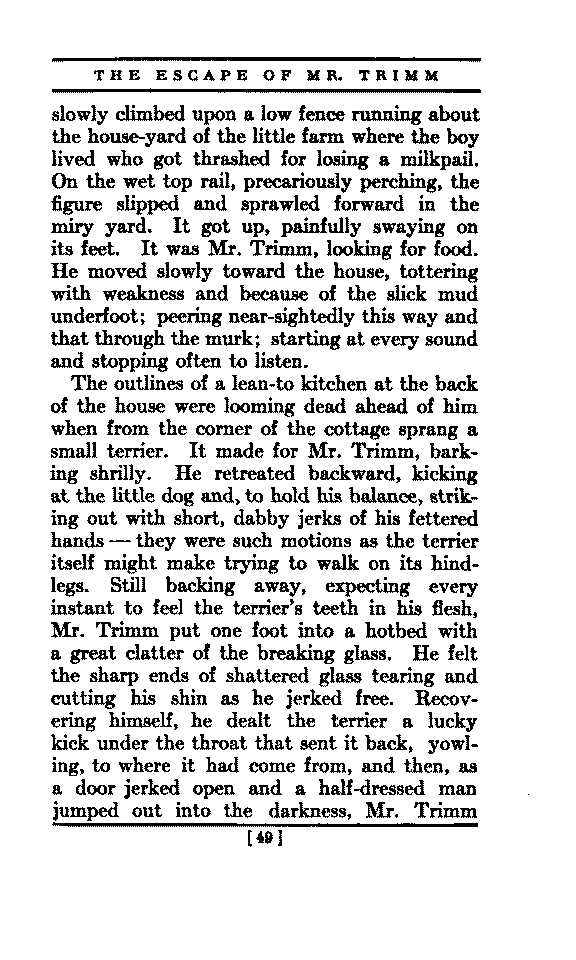 THE ESCAPE OF MR. TRIMM
slowly climbed upon a low fence running about
the house-yard of the little farm where the boy
lived who got thrashed for losing a milkpail.
On the wet top rail, precariously perching, the
figure slipped and sprawled forward in the
miry yard. It got up, painfully swaying on
its feet. It was Mr. Trimm, looking for food.
He moved slowly toward the house, tottering
with weakness and because of the slick mud
underfoot; peering near-sightedly this way and
that through the murk; starting at every sound
and stopping often to listen.
The outlines of a lean-to kitchen at the back
of the house were looming dead ahead of him
when from the corner of the cottage sprang a
small terrier. It made for Mr. Trimm, bark-
ing shrilly. He retreated backward, kicking
at the little dog and, to hold his balance, strik-
ing out with short, dabby jerks of his fettered
hands — they were such motions as the terrier
itself might make trying to walk on its hind-
legs. Still backing away, expecting every
instant to feel the terrier's teeth in his flesh,
Mr. Trimm put one foot into a hotbed with
a great clatter of the breaking glass. He felt
the sharp ends of shattered glass tearing and
cutting his shin as he jerked free. Recov-
ering himself, he dealt the terrier a lucky
kick under the throat that sent it back, yowl-
ing, to where it had come from, and then, as
a door jerked open and a half-dressed man
jumped out into the darkness, Mr. Trimm
[49]